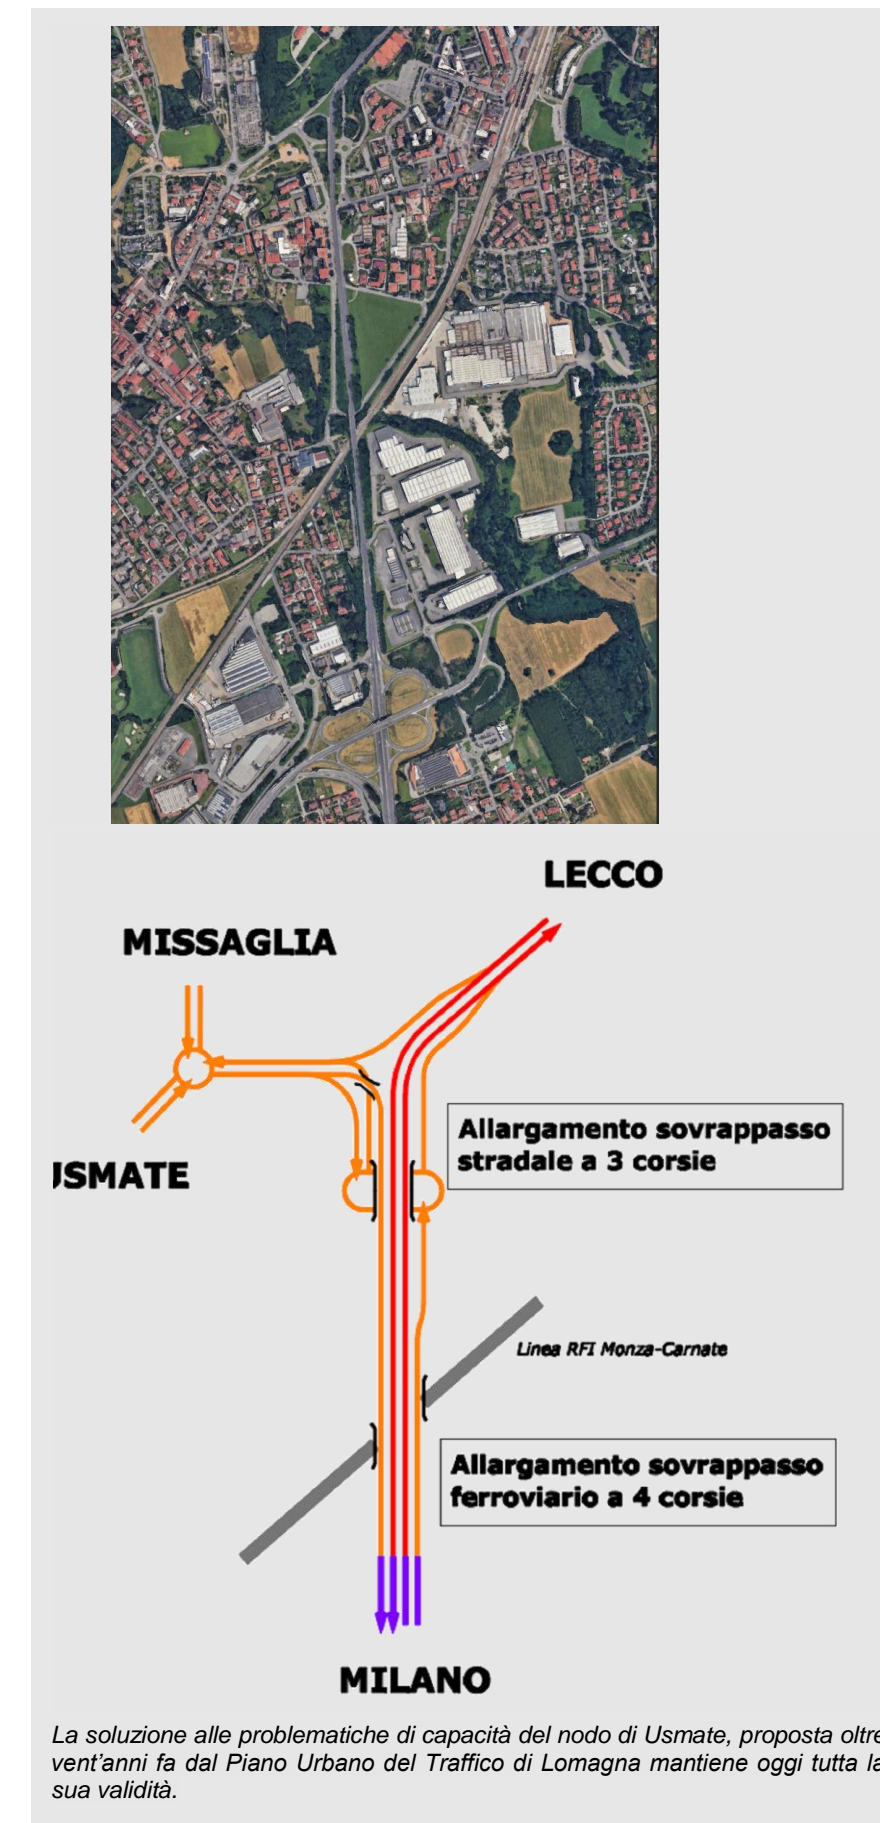 LECCO
MISSAGLIA
Allargamento sovrappasso
stradale a 3 corsie
USMATE
Linea RFI Monza-Carnate
Allargamento sovrappasso
ferroviario a 4 corsie
MILANO
La soluzione alle problematiche di capacità del nodo di Usmate, proposta oltre
vent'anni fa dal Piano Urbano del Traffico di Lomagna mantiene oggi tutta la
sua validità.